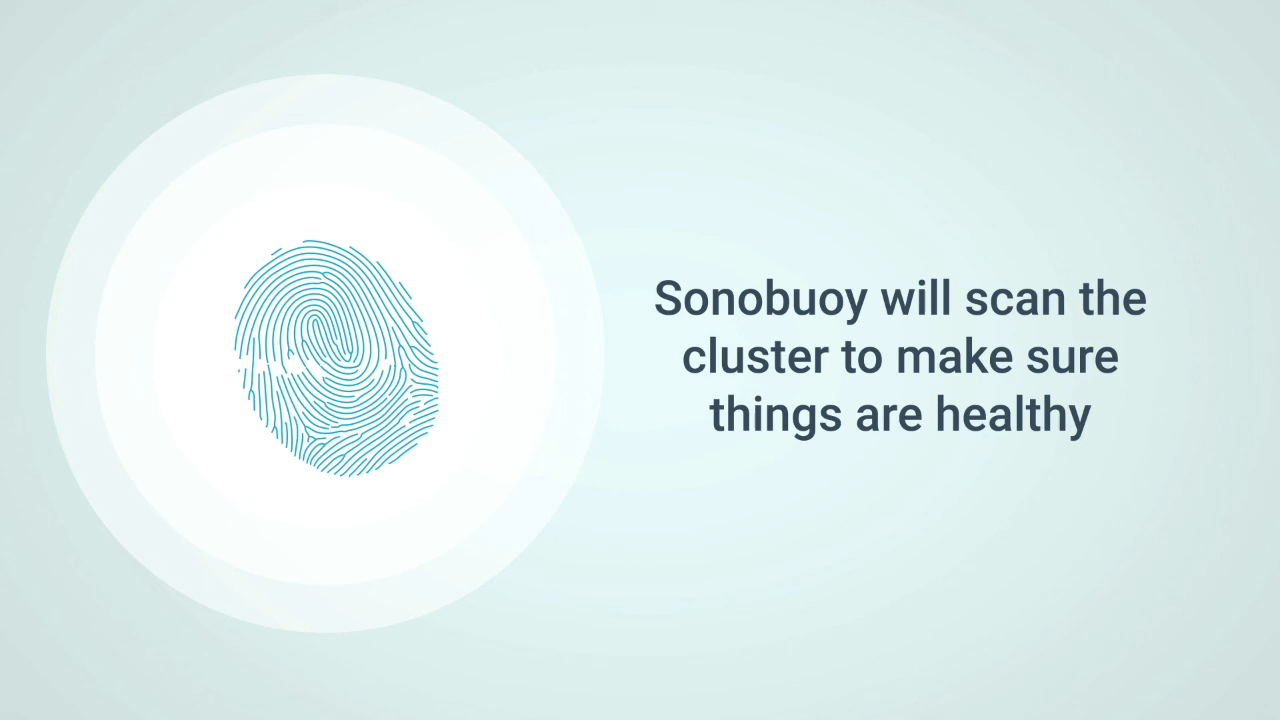 Sonobuoy will scan the
cluster to make sure
things are healthy